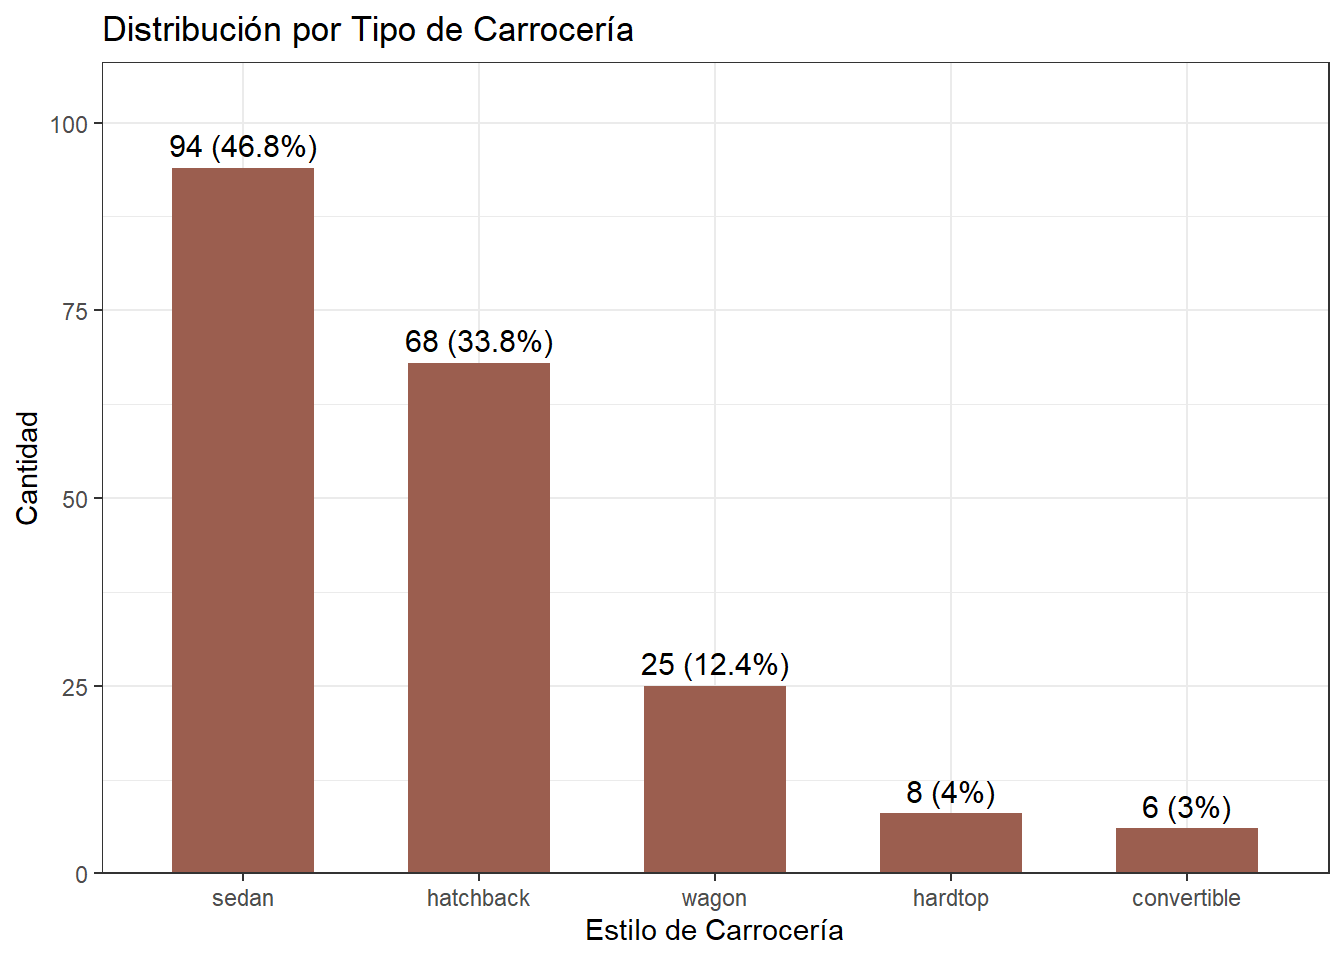 Distribución por Tipo de Carrocería
100
94 (46.8%)
75
68 (33.8%)
Cantidad
50
25 (12.4%)
25
8 (4%)
6 (3%)
0
sedan
hatchback
wagon
hardtop
convertible
Estilo de Carrocería